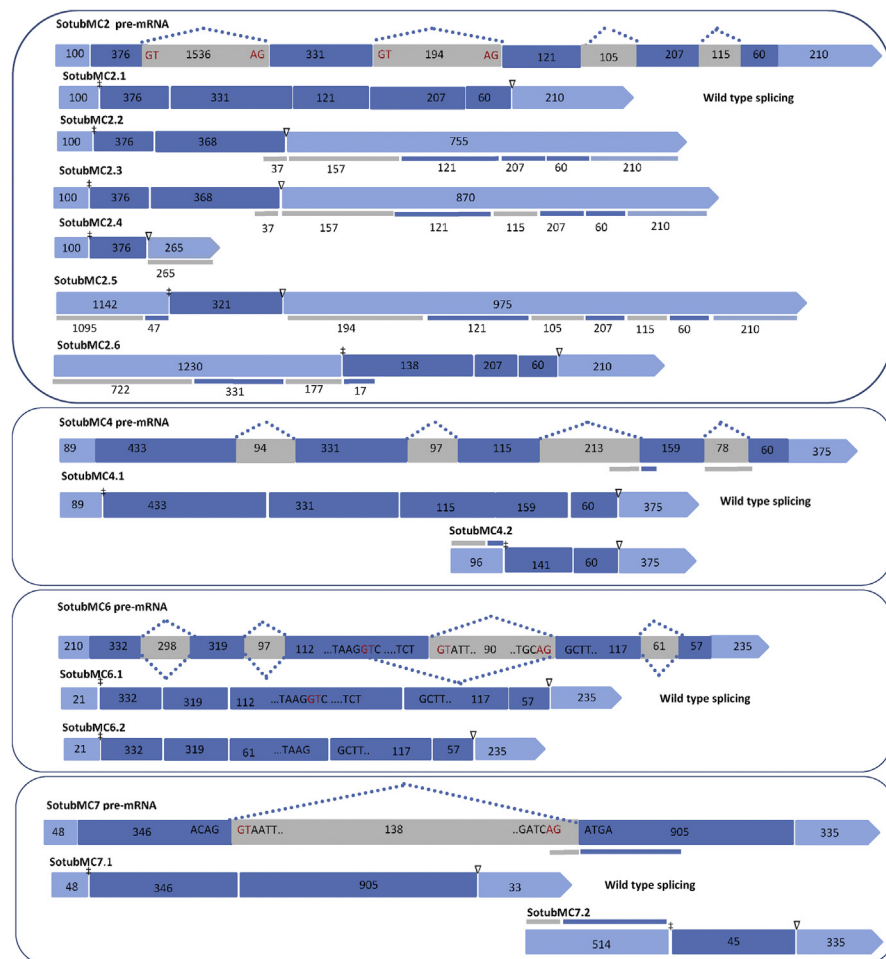 SotubMC2 pre-mRNA
100 376 GT 1536 AG 331 GT 194 AG 121 105 207 115 60 210
SotubMC2.1
‡ ∇
100 376 331 121 207 60 210 Wild type splicing
SotubMC2.2
‡ ∇
100 376 368 755
37 157 121 207 60 210
SotubMC2.3
‡ ∇
100 376 368 870
37 157 121 115 207 60 210
SotubMC2.4
‡ ∇
100 376 265
265
SotubMC2.5
‡ ∇
1142 321 975
1095 47 194 121 105 207 115 60 210
SotubMC2.6
‡ ∇
1230 138 207 60 210
722 331 177 17
SotubMC4 pre-mRNA
89 433 94 331 97 115 213 159 78 60 375
SotubMC4.1
‡ ∇
89 433 331 115 159 60 375 Wild type splicing
SotubMC4.2
‡ ∇
96 141 60 375
SotubMC6 pre-mRNA
210 332 298 319 97 112 ...TAAGGTC ....TCT GTATT.. 90 ..TGCAG GCTT.. 117 61 57 235
SotubMC6.1
‡ ∇
21 332 319 112 ...TAAGGTC ....TCT GCTT.. 117 57 235 Wild type splicing
SotubMC6.2
‡ ∇
21 332 319 61 ...TAAG GCTT.. 117 57 235
SotubMC7 pre-mRNA
48 346 ACAG GTAATT.. 138 ..GATCAG ATGA 905 335
SotubMC7.1
‡ ∇
48 346 905 33 Wild type splicing
SotubMC7.2
‡ ∇
514 45 335